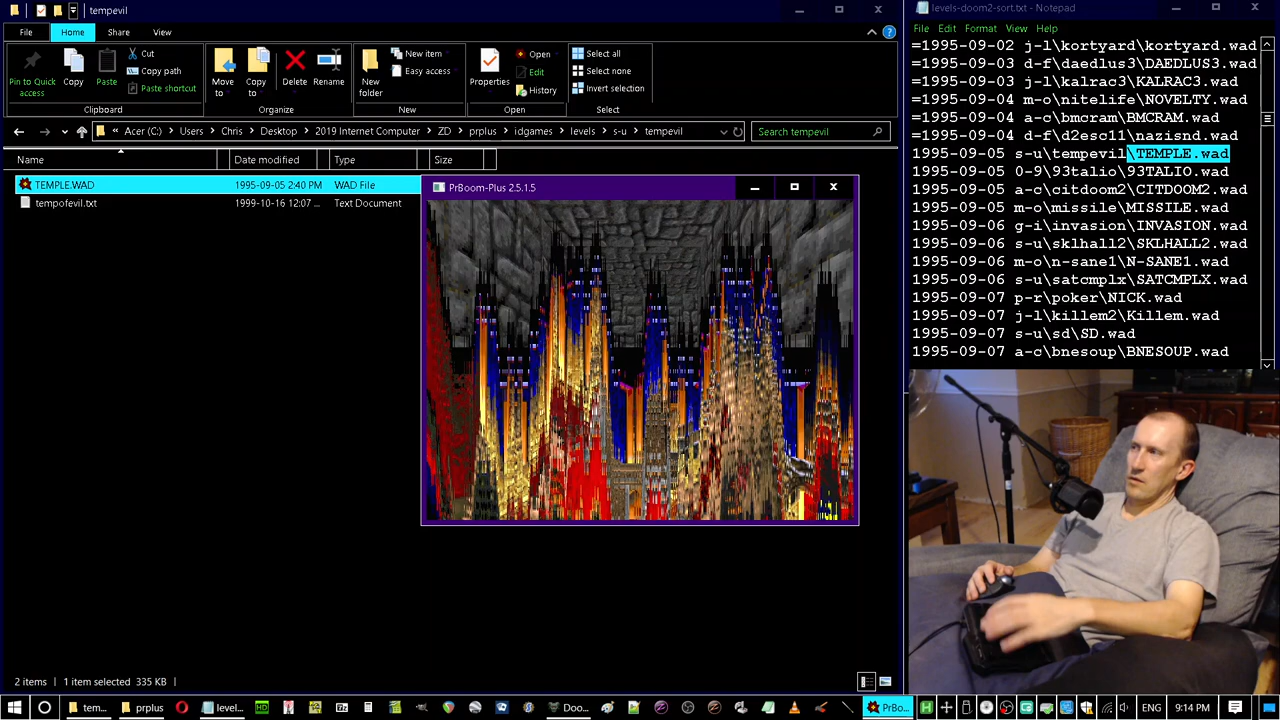 tempevil
File Home Share View
Pin to Quick access
Copy
Paste
Cut
Copy path
Paste shortcut
Clipboard
Move to
Copy to
Delete
Rename
Organize
New folder
New item
Easy access
New
Properties
Open
Edit
History
Open
Select all
Select none
Invert selection
Select
« Acer (C:) › Users › Chris › Desktop › 2019 Internet Computer › ZD › prplus › idgames › levels › s-u › tempevil
Search tempevil
Name Date modified Type Size
TEMPLE.WAD 1995-09-05 2:40 PM WAD File
tempofevil.txt 1999-10-16 12:07 ... Text Document
PrBoom-Plus 2.5.1.5
2 items 1 item selected 335 KB
levels-doom2-sort.txt - Notepad
File Edit Format View Help
=1995-09-02 j-l\kortyard\kortyard.wad
=1995-09-03 d-f\daedlus3\DAEDLUS3.wad
=1995-09-03 j-l\kalrac3\KALRAC3.wad
=1995-09-04 m-o\nitelife\NOVELTY.wad
=1995-09-04 a-c\bmcram\BMCRAM.wad
=1995-09-04 d-f\d2esc11\nazisnd.wad
1995-09-05 s-u\tempevil\TEMPLE.wad
1995-09-05 0-9\93talio\93TALIO.wad
1995-09-05 a-c\citdoom2\CITDOOM2.wad
1995-09-05 m-o\missile\MISSILE.wad
1995-09-06 g-i\invasion\INVASION.wad
1995-09-06 s-u\sklhall2\SKLHALL2.wad
1995-09-06 m-o\n-sane1\N-SANE1.wad
1995-09-06 s-u\satcmplx\SATCMPLX.wad
1995-09-07 p-r\poker\NICK.wad
1995-09-07 j-l\killem2\Killem.wad
1995-09-07 s-u\sd\SD.wad
1995-09-07 a-c\bnesoup\BNESOUP.wad
tem... prplus level... HD Doo... PrBo... 9:14 PM